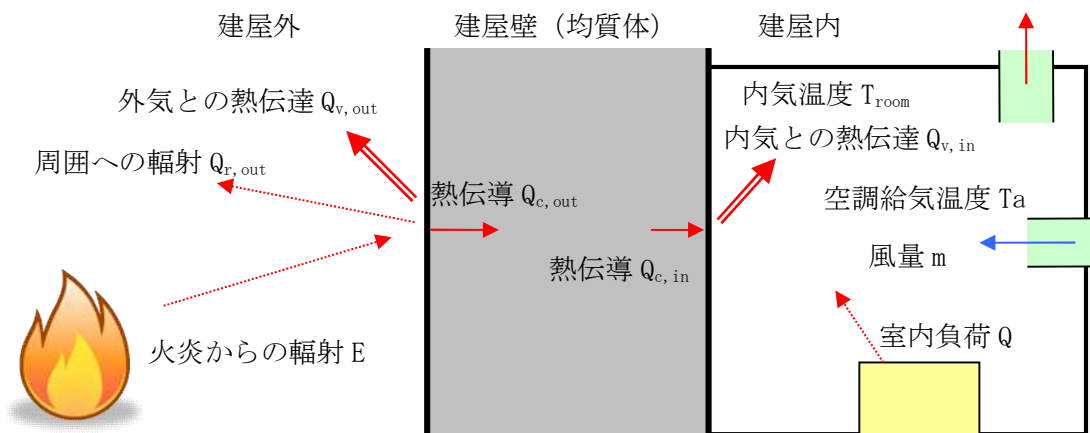 建屋外
建屋壁（均質体）
建屋内
外気との熱伝達 Qv,out
周囲への輻射 Qr,out
火炎からの輻射 E
熱伝導 Qc,out
熱伝導 Qc,in
内気温度 Troom
内気との熱伝達 Qv,in
空調給気温度 Ta
風量 m
室内負荷 Q